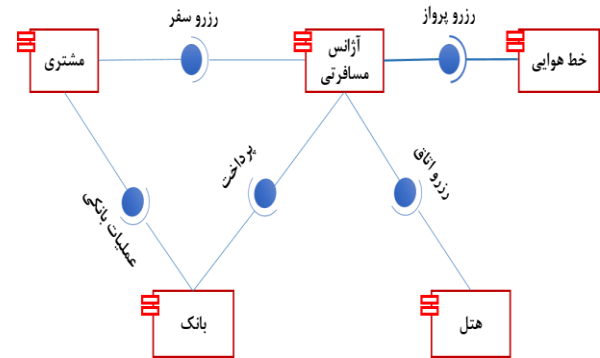 رزرو پرواز
رزرو سفر
خط هوایی
آژانس
مسافرتی
مشتری
رزرو اتاق
پرداخت
عملیات بانکی
هتل
بانک